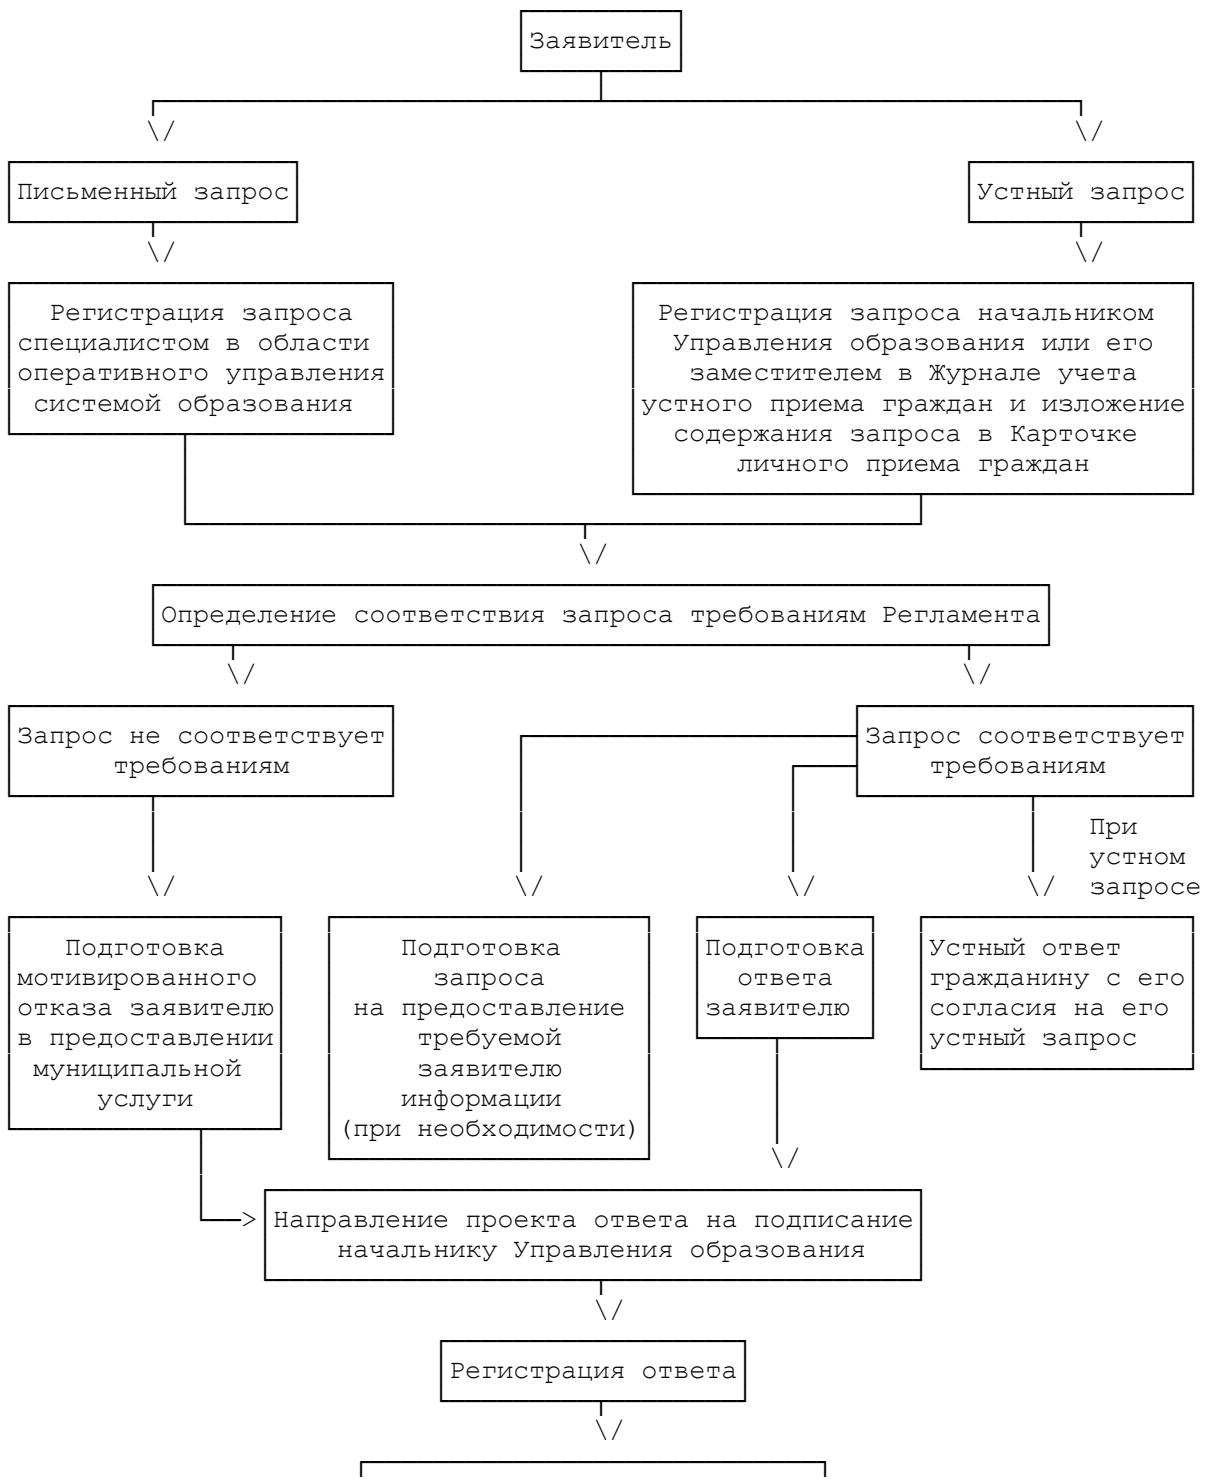 Заявитель
Письменный запрос
Устный запрос
Регистрация запроса
специалистом в области
оперативного управления
системой образования
Регистрация запроса начальником
Управления образования или его
заместителем в Журнале учета
устного приема граждан и изложение
содержания запроса в Карточке
личного приема граждан
Определение соответствия запроса требованиям Регламента
Запрос не соответствует
требованиям
Запрос соответствует
требованиям
При
устном
запросе
Подготовка
мотивированного
отказа заявителю
в предоставлении
муниципальной
услуги
Подготовка
запроса
на предоставление
требуемой
заявителю
информации
(при необходимости)
Подготовка
ответа
заявителю
Устный ответ
гражданину с его
согласия на его
устный запрос
Направление проекта ответа на подписание
начальнику Управления образования
Регистрация ответа